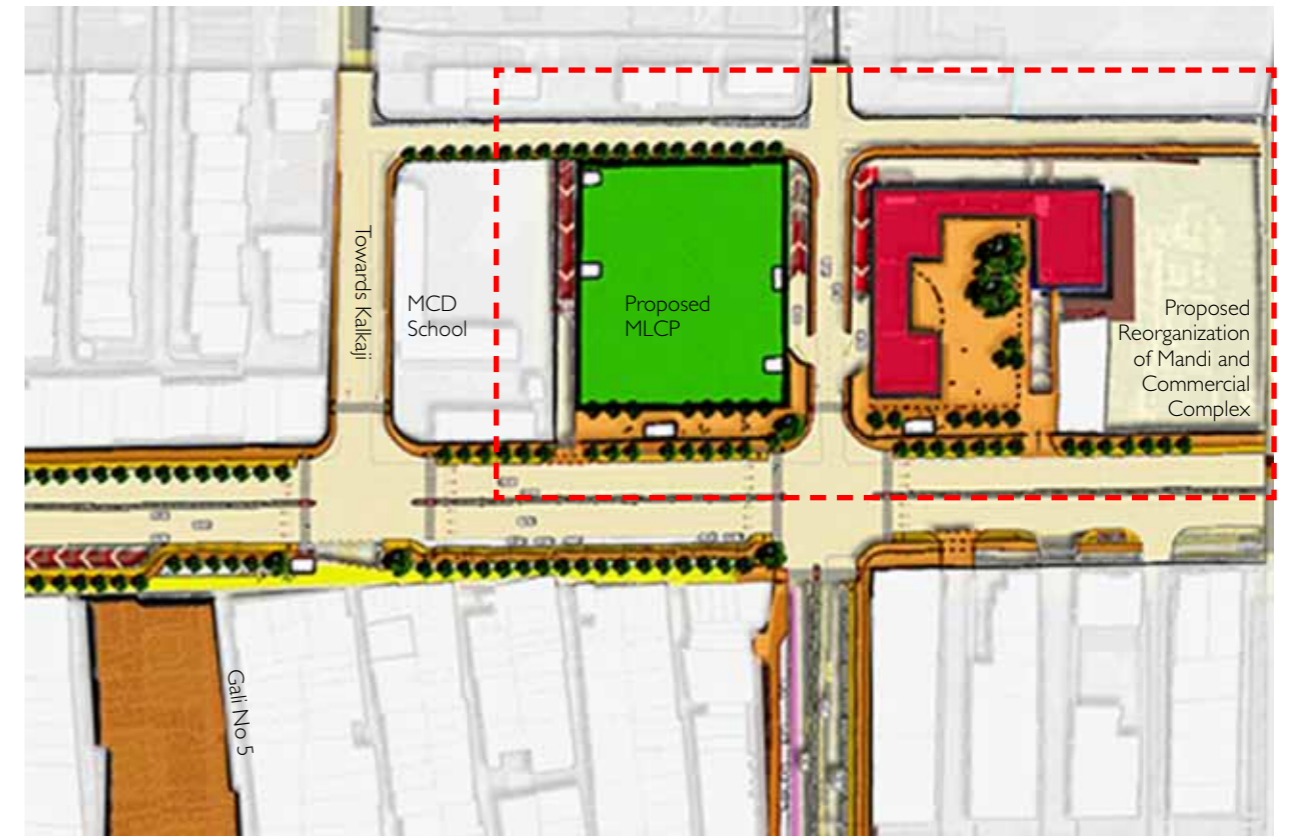 Towards Kalkaji
MCD
School
Proposed
MLCP
Proposed
Reorganization
of Mandi and
Commercial
Complex
Gali No 5